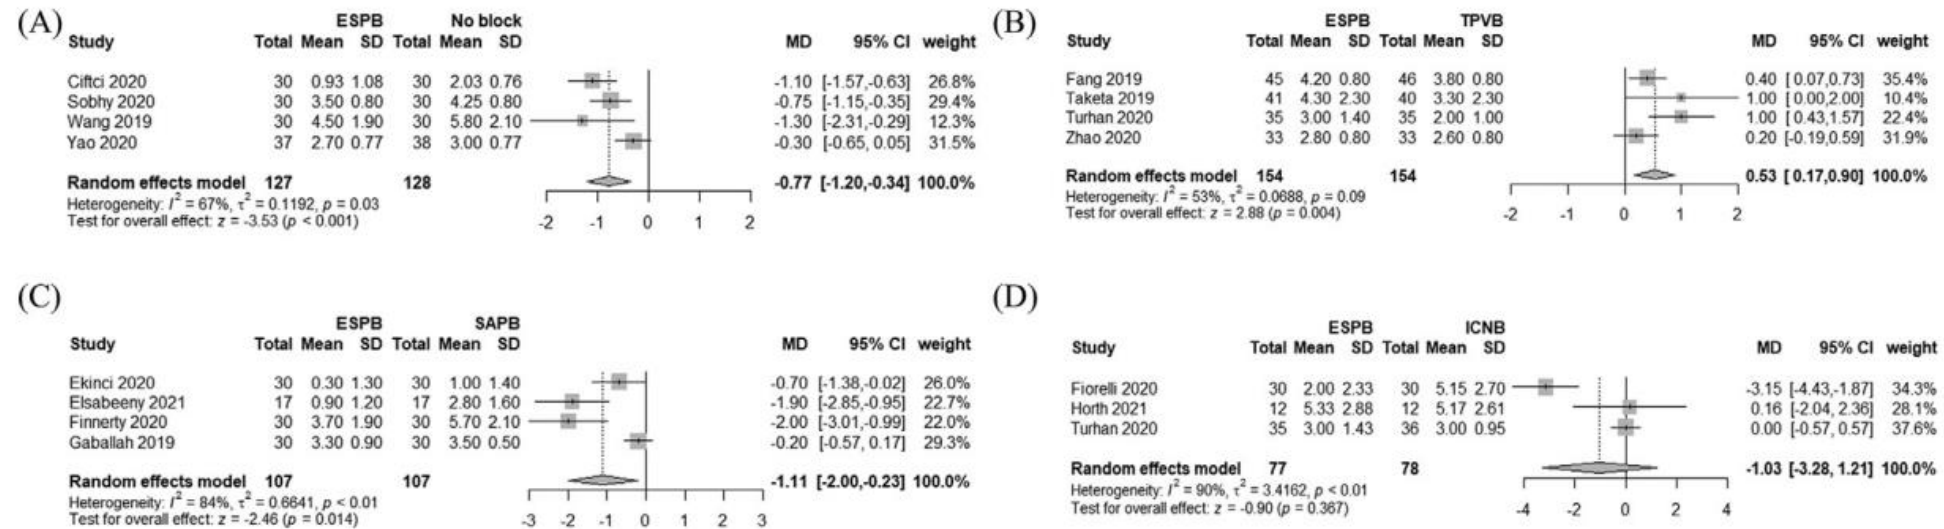 (A)
ESPB No block
Study Total Mean SD Total Mean SD MD 95% CI weight
Ciftci 2020 30 0.93 1.08 30 2.03 0.76 -1.10 [-1.57,-0.63] 26.8%
Sobhy 2020 30 3.50 0.80 30 4.25 0.80 -0.75 [-1.15,-0.35] 29.4%
Wang 2019 30 4.50 1.90 30 5.80 2.10 -1.30 [-2.31,-0.29] 12.3%
Yao 2020 37 2.70 0.77 38 3.00 0.77 -0.30 [-0.65, 0.05] 31.5%
Random effects model 127 128 -0.77 [-1.20,-0.34] 100.0%
Heterogeneity: I² = 67%, τ² = 0.1192, p = 0.03
Test for overall effect: z = -3.53 (p < 0.001)
-2 -1 0 1 2
(B)
ESPB TPVB
Study Total Mean SD Total Mean SD MD 95% CI weight
Fang 2019 45 4.20 0.80 46 3.80 0.80 0.40 [ 0.07,0.73] 35.4%
Taketa 2019 41 4.30 2.30 40 3.30 2.30 1.00 [ 0.00,2.00] 10.4%
Turhan 2020 35 3.00 1.40 35 2.00 1.00 1.00 [ 0.43,1.57] 22.4%
Zhao 2020 33 2.80 0.80 33 2.60 0.80 0.20 [-0.19,0.59] 31.9%
Random effects model 154 154 0.53 [ 0.17,0.90] 100.0%
Heterogeneity: I² = 53%, τ² = 0.0688, p = 0.09
Test for overall effect: z = 2.88 (p = 0.004)
-2 -1 0 1 2
(C)
ESPB SAPB
Study Total Mean SD Total Mean SD MD 95% CI weight
Ekinci 2020 30 0.30 1.30 30 1.00 1.40 -0.70 [-1.38,-0.02] 26.0%
Elsabeeny 2021 17 0.90 1.20 17 2.80 1.60 -1.90 [-2.85,-0.95] 22.7%
Finnerty 2020 30 3.70 1.90 30 5.70 2.10 -2.00 [-3.01,-0.99] 22.0%
Gaballah 2019 30 3.30 0.90 30 3.50 0.50 -0.20 [-0.57, 0.17] 29.3%
Random effects model 107 107 -1.11 [-2.00,-0.23] 100.0%
Heterogeneity: I² = 84%, τ² = 0.6641, p < 0.01
Test for overall effect: z = -2.46 (p = 0.014)
-3 -2 -1 0 1 2 3
(D)
ESPB ICNB
Study Total Mean SD Total Mean SD MD 95% CI weight
Fiorelli 2020 30 2.00 2.33 30 5.15 2.70 -3.15 [-4.43,-1.87] 34.3%
Horth 2021 12 5.33 2.88 12 5.17 2.61 0.16 [-2.04, 2.36] 28.1%
Turhan 2020 35 3.00 1.43 36 3.00 0.95 0.00 [-0.57, 0.57] 37.6%
Random effects model 77 78 -1.03 [-3.28, 1.21] 100.0%
Heterogeneity: I² = 90%, τ² = 3.4162, p < 0.01
Test for overall effect: z = -0.90 (p = 0.367)
-4 -2 0 2 4